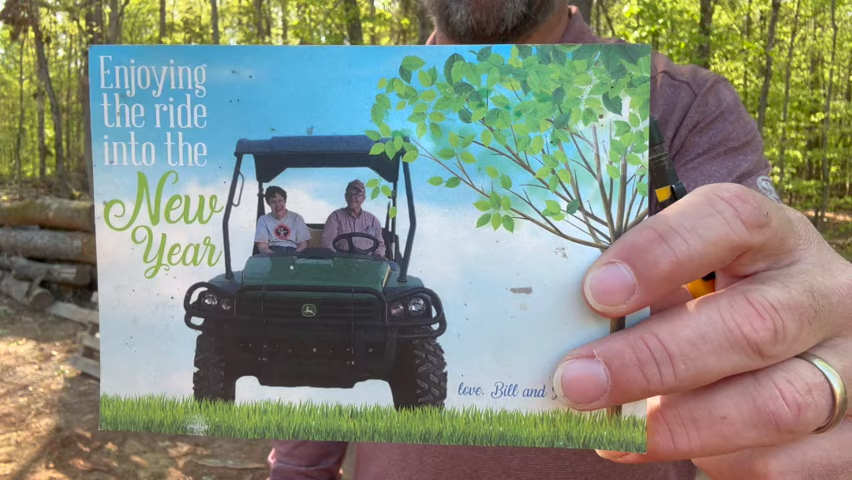 Enjoying
the ride
into the
New
Year
love, Bill and